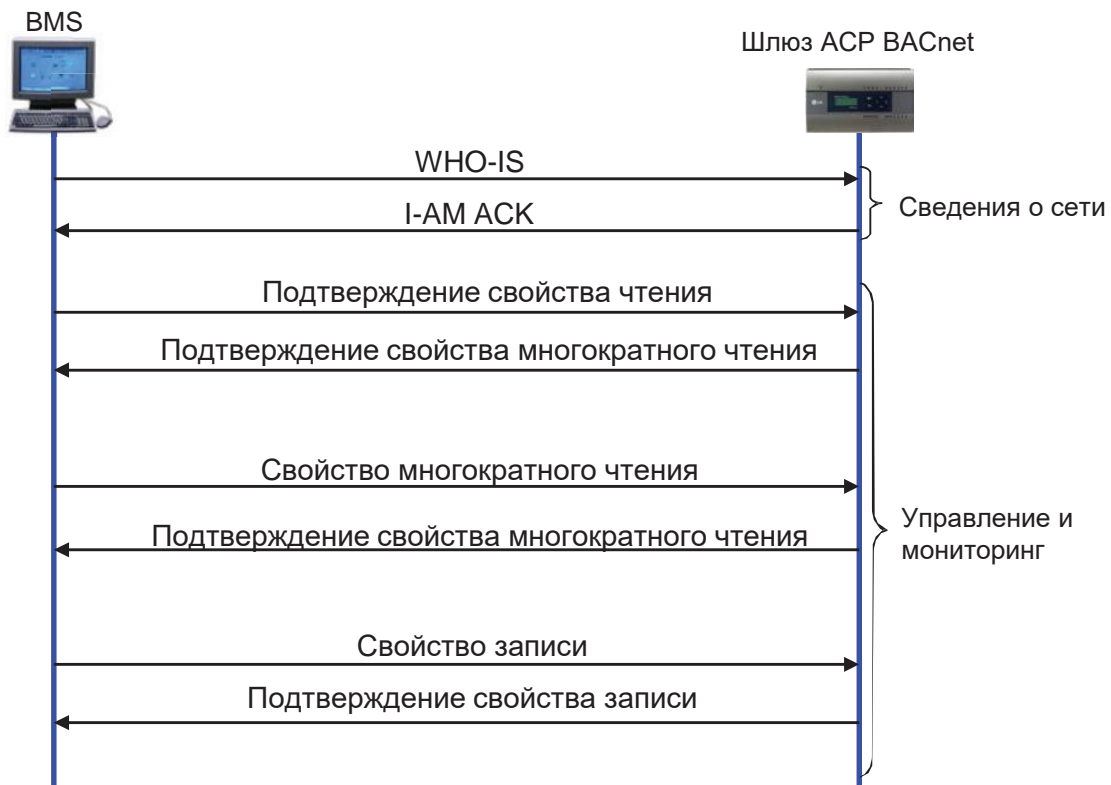 BMS
Шлюз ACP BACnet
WHO-IS
I-AM ACK
Сведения о сети
Подтверждение свойства чтения
Подтверждение свойства многократного чтения
Свойство многократного чтения
Подтверждение свойства многократного чтения
Управление и
мониторинг
Свойство записи
Подтверждение свойства записи